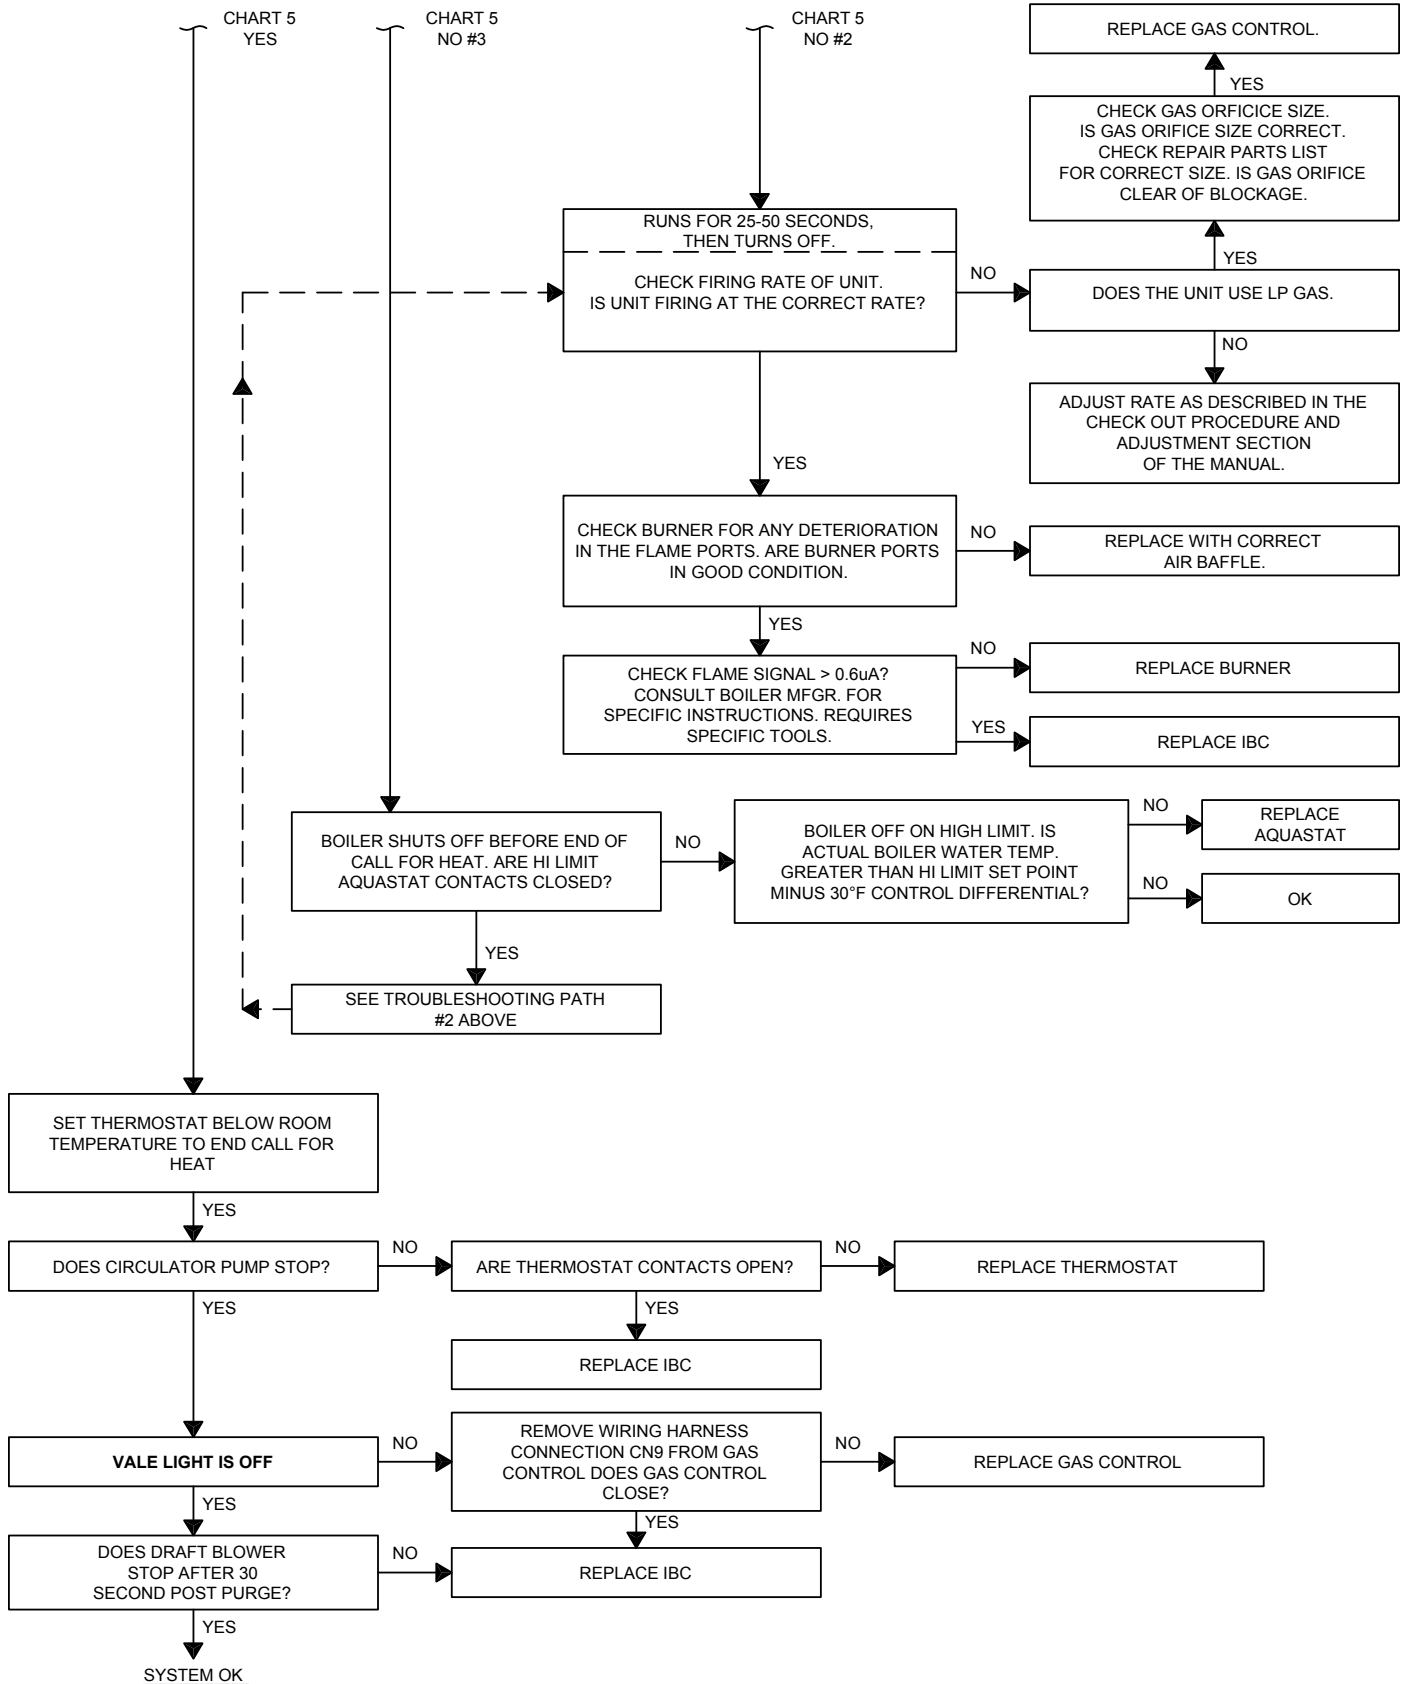 CHART 5
YES
CHART 5
NO #3
CHART 5
NO #2
REPLACE GAS CONTROL.
YES
CHECK GAS ORFICICE SIZE.
IS GAS ORIFICE SIZE CORRECT.
CHECK REPAIR PARTS LIST
FOR CORRECT SIZE. IS GAS ORIFICE
CLEAR OF BLOCKAGE.
YES
RUNS FOR 25-50 SECONDS,
THEN TURNS OFF.
CHECK FIRING RATE OF UNIT.
IS UNIT FIRING AT THE CORRECT RATE?
NO
DOES THE UNIT USE LP GAS.
NO
ADJUST RATE AS DESCRIBED IN THE
CHECK OUT PROCEDURE AND
ADJUSTMENT SECTION
OF THE MANUAL.
YES
CHECK BURNER FOR ANY DETERIORATION
IN THE FLAME PORTS. ARE BURNER PORTS
IN GOOD CONDITION.
NO
REPLACE WITH CORRECT
AIR BAFFLE.
YES
CHECK FLAME SIGNAL > 0.6uA?
CONSULT BOILER MFGR. FOR
SPECIFIC INSTRUCTIONS. REQUIRES
SPECIFIC TOOLS.
NO
REPLACE BURNER
YES
REPLACE IBC
BOILER SHUTS OFF BEFORE END OF
CALL FOR HEAT. ARE HI LIMIT
AQUASTAT CONTACTS CLOSED?
NO
BOILER OFF ON HIGH LIMIT. IS
ACTUAL BOILER WATER TEMP.
GREATER THAN HI LIMIT SET POINT
MINUS 30°F CONTROL DIFFERENTIAL?
NO
REPLACE
AQUASTAT
NO
OK
YES
SEE TROUBLESHOOTING PATH
#2 ABOVE
SET THERMOSTAT BELOW ROOM
TEMPERATURE TO END CALL FOR
HEAT
YES
DOES CIRCULATOR PUMP STOP?
NO
ARE THERMOSTAT CONTACTS OPEN?
NO
REPLACE THERMOSTAT
YES
YES
REPLACE IBC
VALE LIGHT IS OFF
NO
REMOVE WIRING HARNESS
CONNECTION CN9 FROM GAS
CONTROL DOES GAS CONTROL
CLOSE?
NO
REPLACE GAS CONTROL
YES
YES
DOES DRAFT BLOWER
STOP AFTER 30
SECOND POST PURGE?
NO
REPLACE IBC
YES
SYSTEM OK